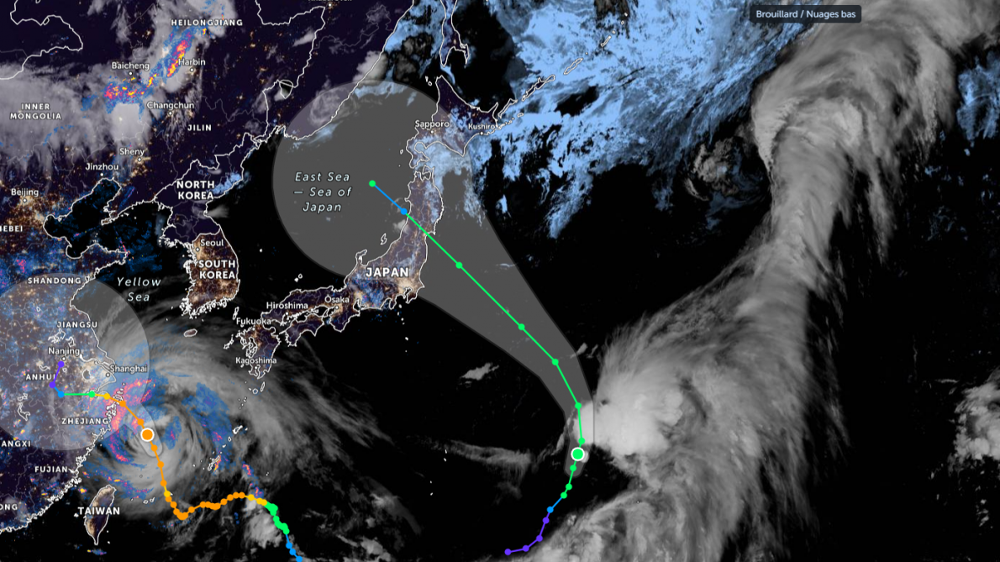 Brouillard / Nuages bas
HEILONGJIANG
Baicheng
Harbin
INNER
MONGOLIA
Changchun
JILIN
Sapporo
Kushiro
Sheny
Jinzhou
East Sea
— Sea of
Japan
NORTH
KOREA
Beijing
HEBEI
Seoul
SOUTH
KOREA
JAPAN
SHANDONG
Yellow
Sea
Hiroshima
Osaka
Fukuoka
JIANGSU
Nanjing
Kagoshima
Shanghai
ANHUI
ZHEJIANG
ANGXI
FUJIAN
ONG
TAIWAN